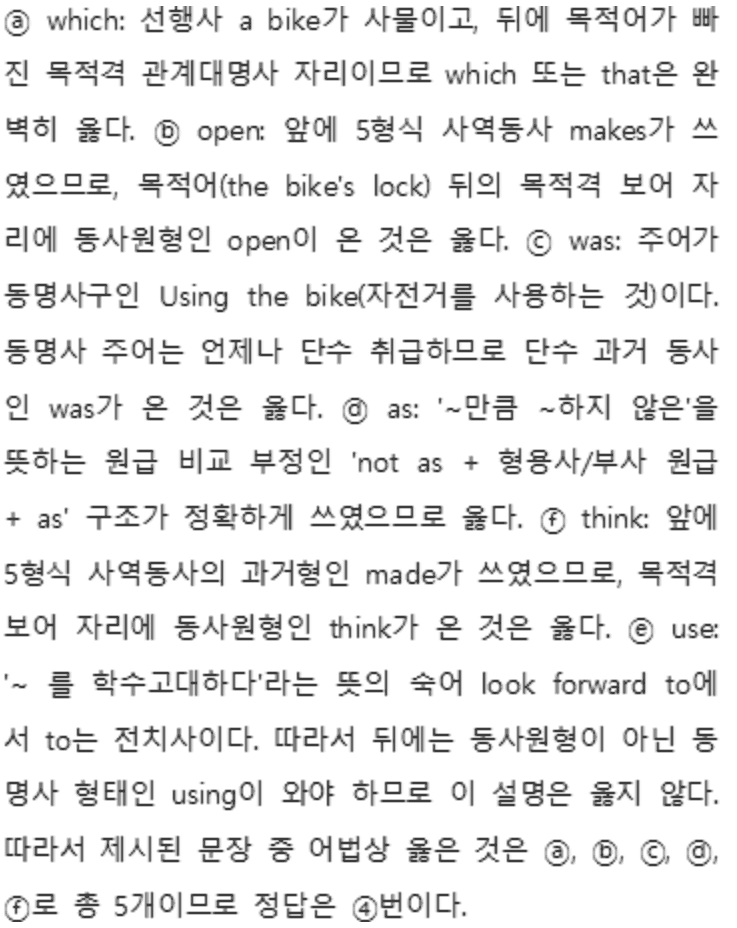 ⓐ which: 선행사 a bike가 사물이고, 뒤에 목적어가 빠
진 목적격 관계대명사 자리이므로 which 또는 that은 완
벽히 옳다. ⓑ open: 앞에 5형식 사역동사 makes가 쓰
였으므로, 목적어(the bike's lock) 뒤의 목적격 보어 자
리에 동사원형인 open이 온 것은 옳다. ⓒ was: 주어가
동명사구인 Using the bike(자전거를 사용하는 것)이다.
동명사 주어는 언제나 단수 취급하므로 단수 과거 동사
인 was가 온 것은 옳다. ⓓ as: '~만큼 ~하지 않은'을
뜻하는 원급 비교 부정인 'not as + 형용사/부사 원급
+ as' 구조가 정확하게 쓰였으므로 옳다. ⓕ think: 앞에
5형식 사역동사의 과거형인 made가 쓰였으므로, 목적격
보어 자리에 동사원형인 think가 온 것은 옳다. ⓔ use:
'~ 를 학수고대하다'라는 뜻의 숙어 look forward to에
서 to는 전치사이다. 따라서 뒤에는 동사원형이 아닌 동
명사 형태인 using이 와야 하므로 이 설명은 옳지 않다.
따라서 제시된 문장 중 어법상 옳은 것은 ⓐ, ⓑ, ⓒ, ⓓ,
ⓕ로 총 5개이므로 정답은 ④번이다.